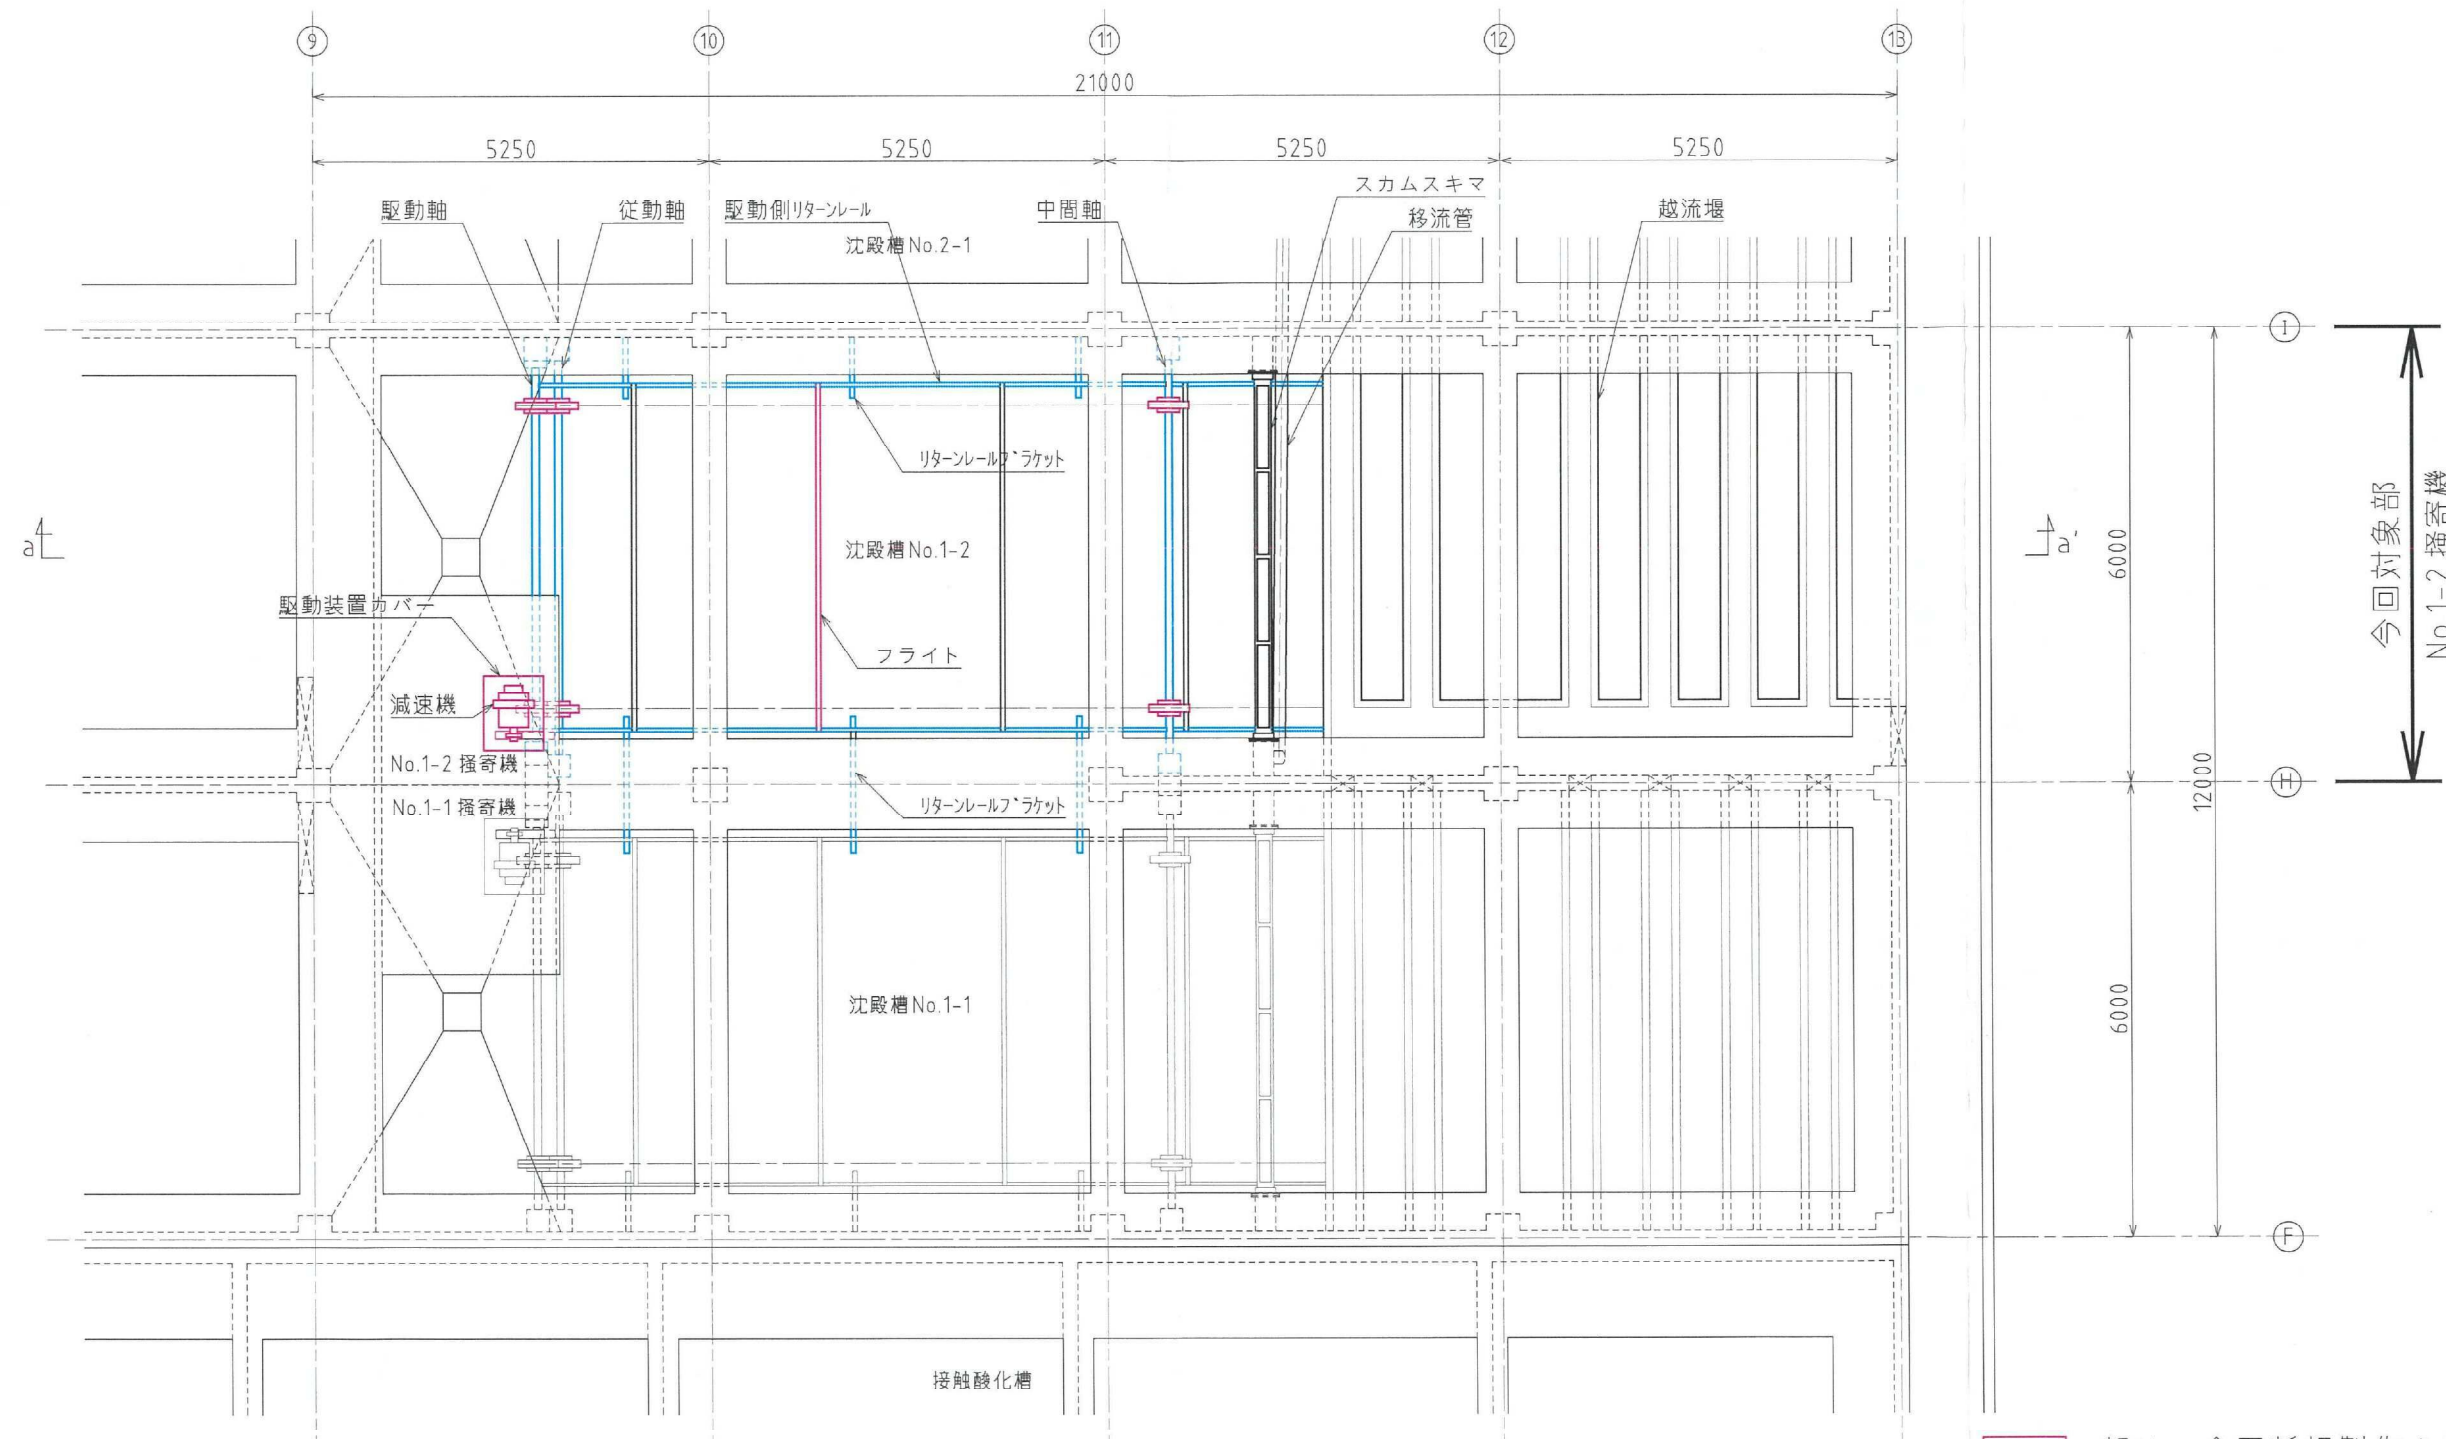 9
10
11
12
13
21000
5250
5250
5250
5250
駆動軸
従動軸
駆動側リターンレール
中間軸
スカムスキマ
移流管
越流堰
沈殿槽No.2-1
I
リターンレールブラケット
沈殿槽No.1-2
a
a'
6000
今回対象部
No.1-2 掻寄機
駆動装置カバー
フライト
減速機
No.1-2 掻寄機
No.1-1 掻寄機
リターンレールブラケット
H
12000
沈殿槽No.1-1
6000
F
接触酸化槽